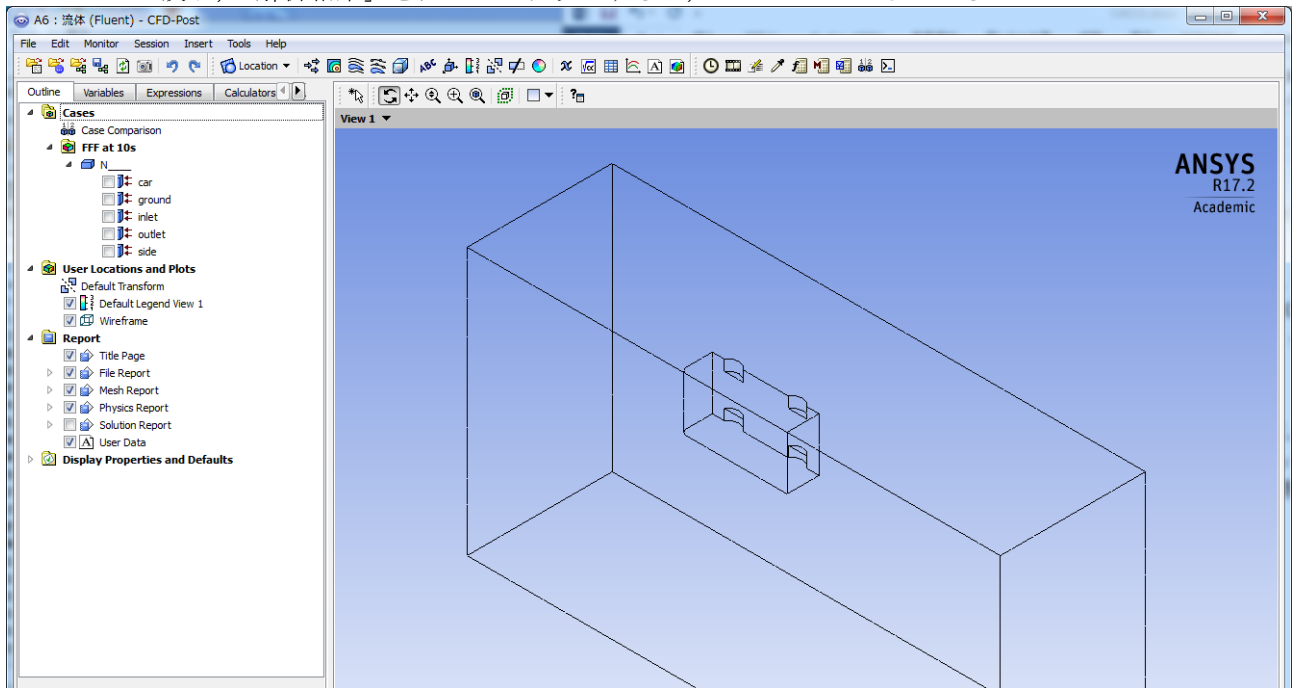 A6 : 流体 (Fluent) - CFD-Post
File Edit Monitor Session Insert Tools Help
Location
Outline Variables Expressions Calculators
View 1
Cases
Case Comparison
FFF at 10s
N____
car
ground
inlet
outlet
side
User Locations and Plots
Default Transform
Default Legend View 1
Wireframe
Report
Title Page
File Report
Mesh Report
Physics Report
Solution Report
A User Data
Display Properties and Defaults
ANSYS
R17.2
Academic